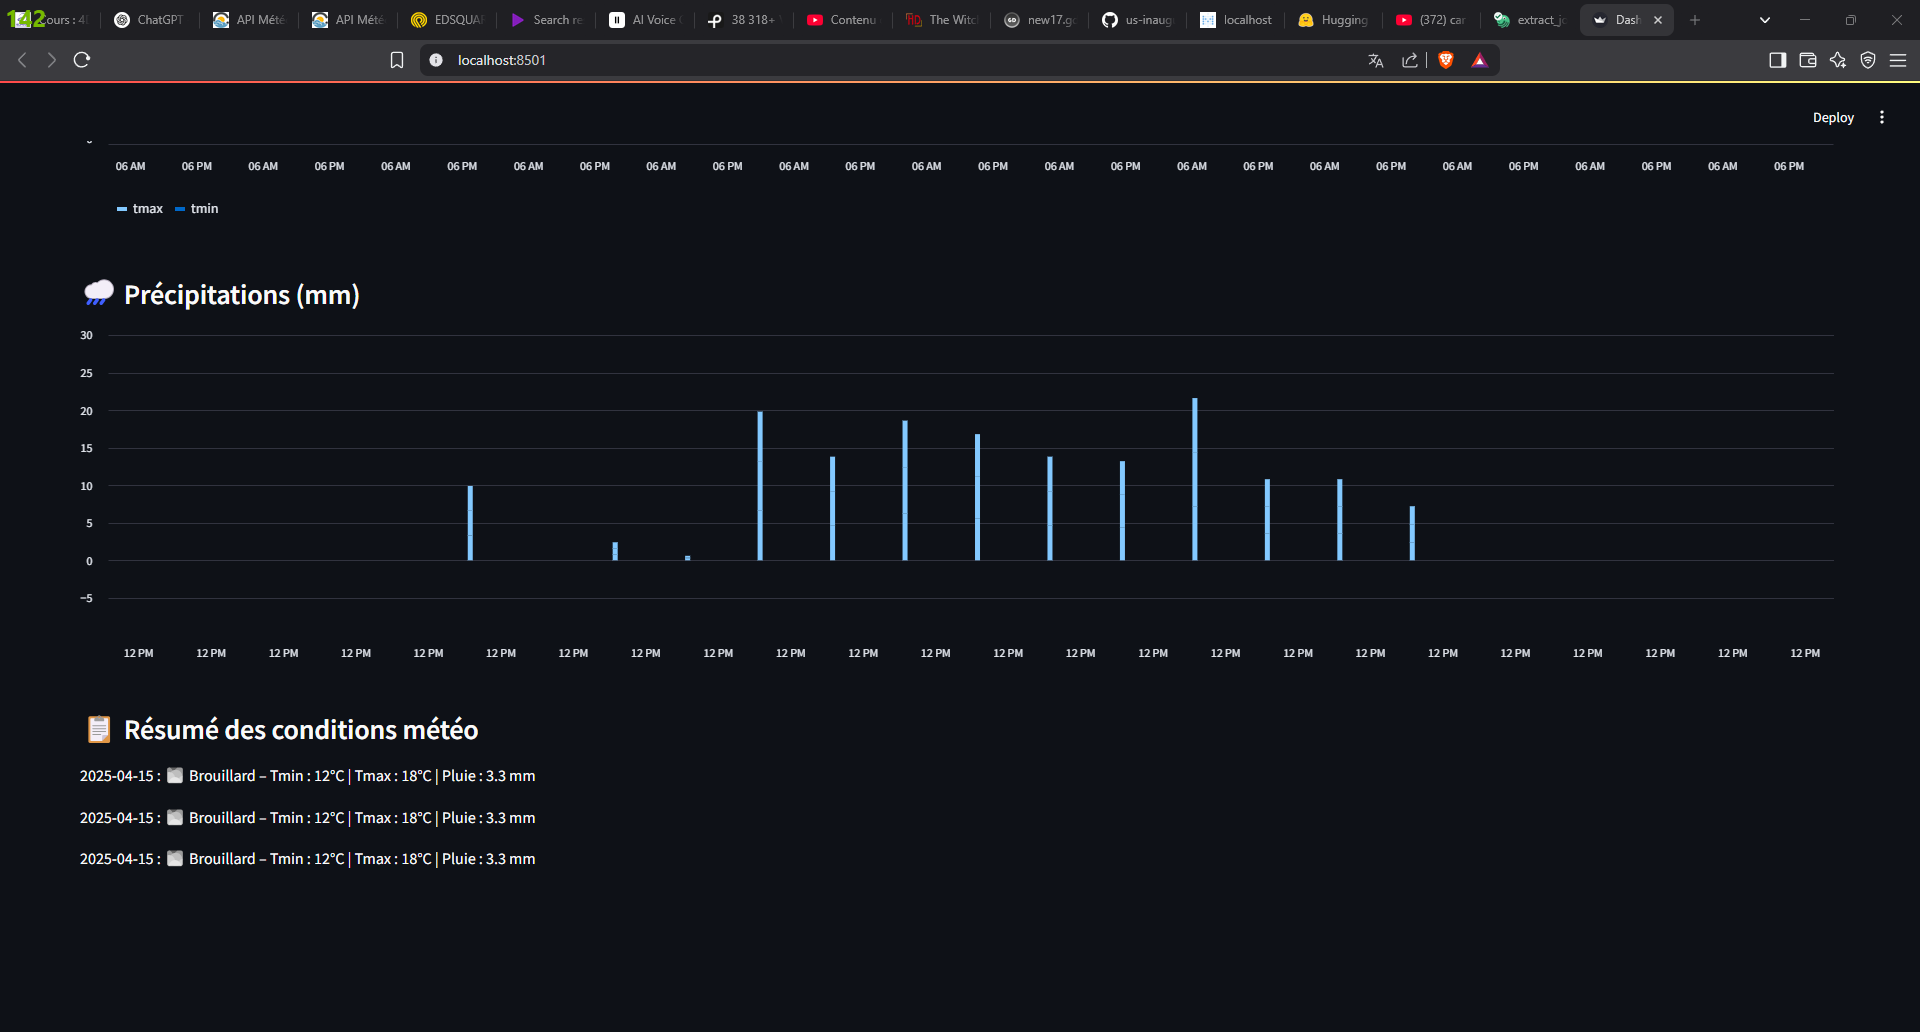 142
ours : 4
ChatGPT
API Mété
API Mété
EDSQUA
Search re
AI Voice
38 318+
Contenu
The Witc
new17.g
us-inaug
localhost
Hugging
(372) car
extract_jo
Dash
localhost:8501
Deploy
06 AM 06 PM 06 AM 06 PM 06 AM 06 PM 06 AM 06 PM 06 AM 06 PM 06 AM 06 PM 06 AM 06 PM 06 AM 06 PM 06 AM 06 PM 06 AM 06 PM 06 AM 06 PM 06 AM 06 PM 06 AM 06 PM
tmax tmin
Précipitations (mm)
30
25
20
15
10
5
0
−5
12 PM 12 PM 12 PM 12 PM 12 PM 12 PM 12 PM 12 PM 12 PM 12 PM 12 PM 12 PM 12 PM 12 PM 12 PM 12 PM 12 PM 12 PM 12 PM 12 PM 12 PM 12 PM 12 PM 12 PM
Résumé des conditions météo
2025-04-15 : Brouillard – Tmin : 12°C | Tmax : 18°C | Pluie : 3.3 mm
2025-04-15 : Brouillard – Tmin : 12°C | Tmax : 18°C | Pluie : 3.3 mm
2025-04-15 : Brouillard – Tmin : 12°C | Tmax : 18°C | Pluie : 3.3 mm